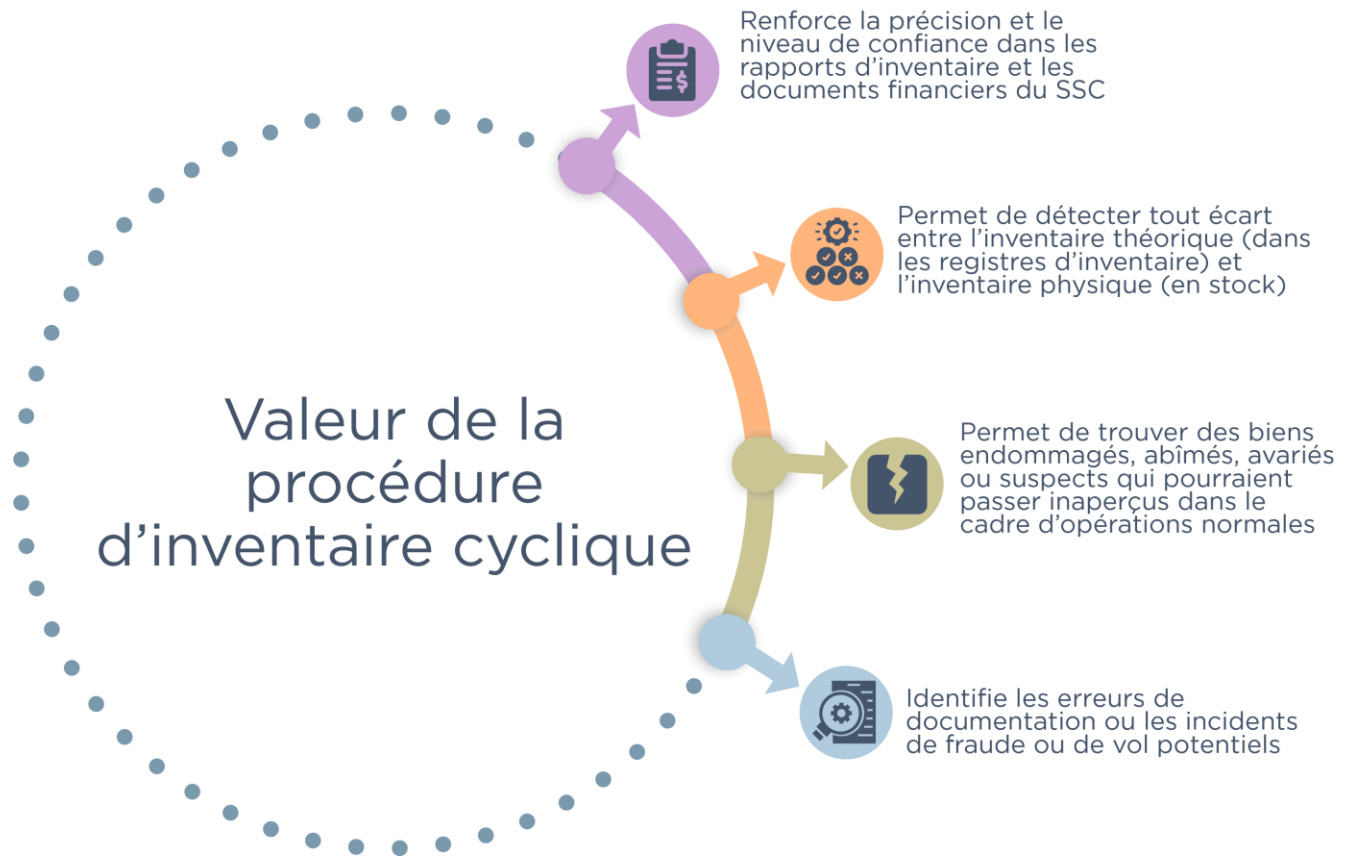 Renforce la précision et le
niveau de confiance dans les
rapports d’inventaire et les
documents financiers du SSC
Permet de détecter tout écart
entre l’inventaire théorique (dans
les registres d’inventaire) et
l’inventaire physique (en stock)
Valeur de la
procédure
d’inventaire cyclique
Permet de trouver des biens
endommagés, abîmés, avariés
ou suspects qui pourraient
passer inaperçus dans le
cadre d’opérations normales
Identifie les erreurs de
documentation ou les incidents
de fraude ou de vol potentiels